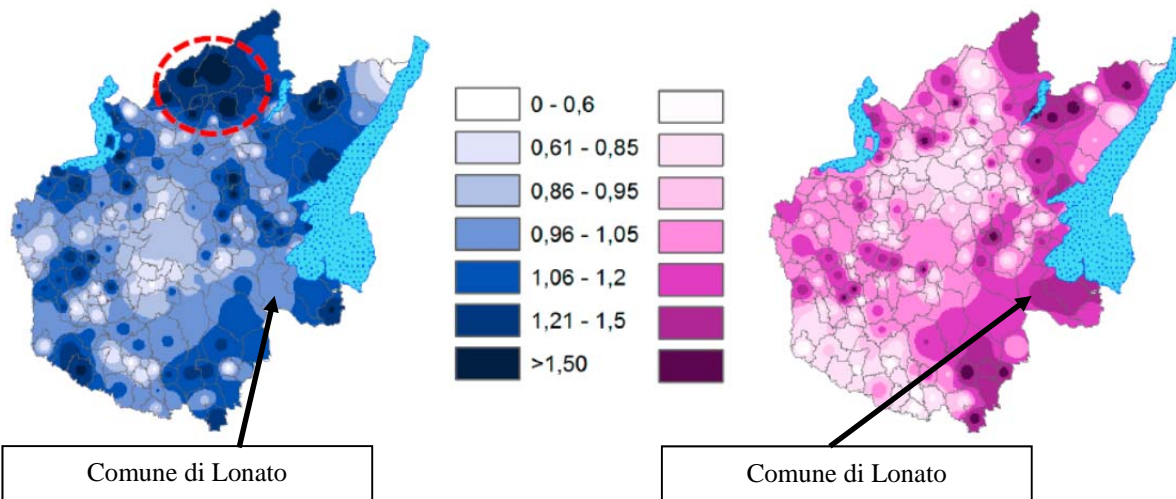 0 - 0,6
0,61 - 0,85
0,86 - 0,95
0,96 - 1,05
1,06 - 1,2
1,21 - 1,5
>1,50
Comune di Lonato
Comune di Lonato